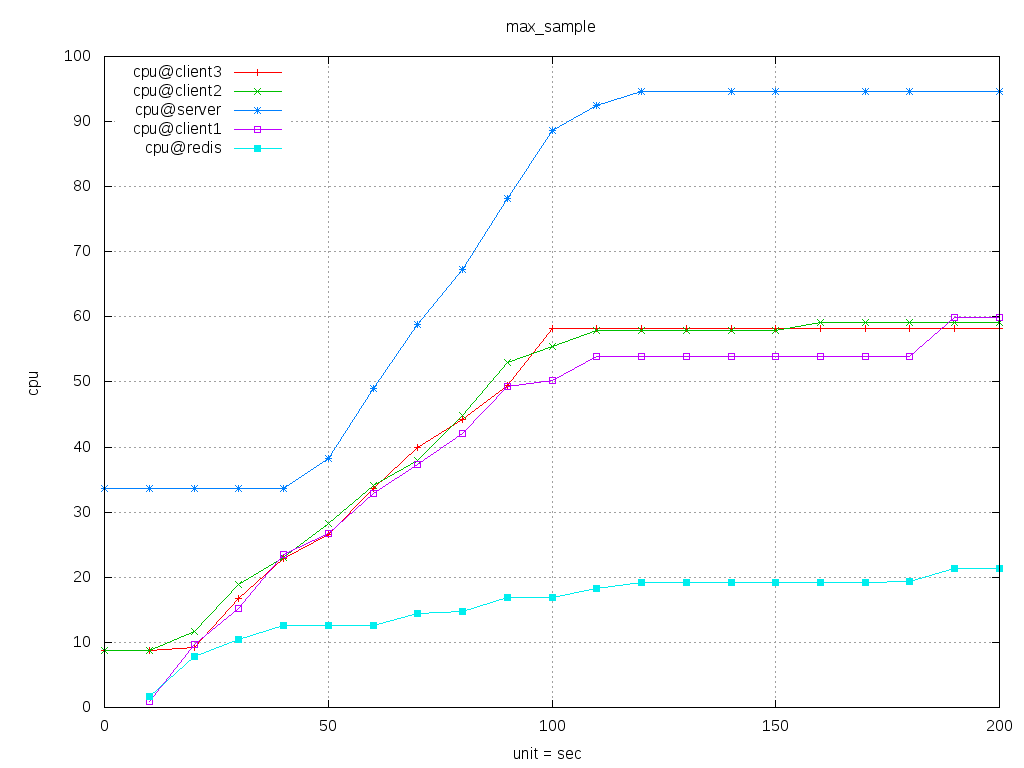 max_sample
100
90
80
70
60
50
40
30
20
10
0
cpu
cpu@client3
cpu@client2
cpu@server
cpu@client1
cpu@redis
0 50 100 150 200
unit = sec